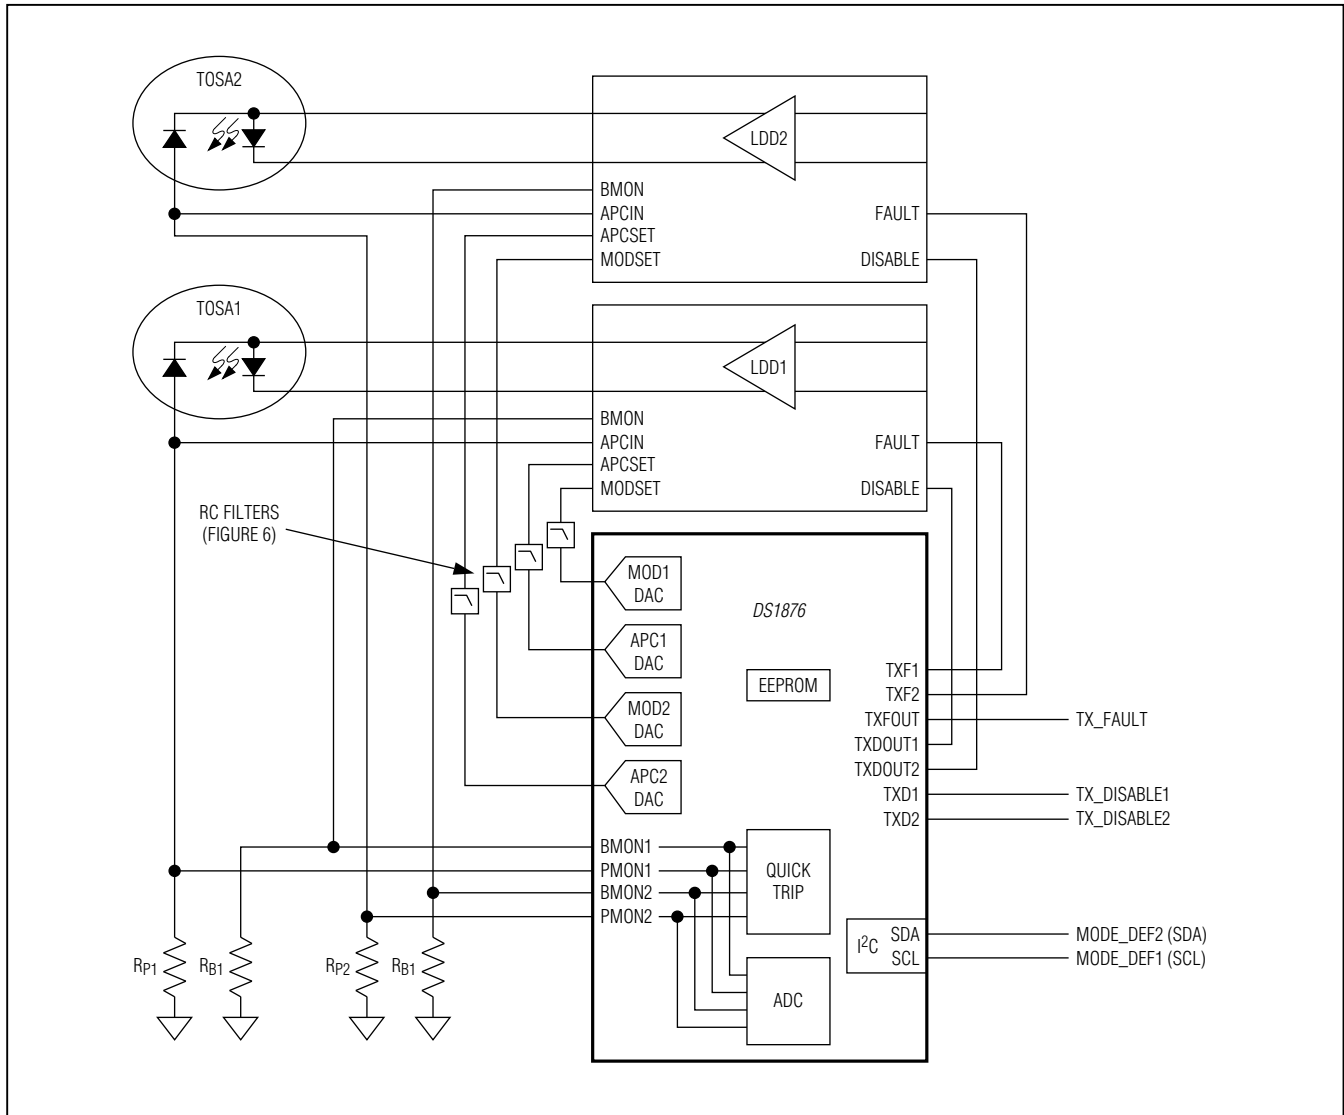 TOSA2
LDD2
BMON
APCIN
APCSET
MODSET
FAULT
DISABLE
TOSA1
LDD1
BMON
APCIN
APCSET
MODSET
FAULT
DISABLE
RC FILTERS
(FIGURE 6)
MOD1
DAC
APC1
DAC
MOD2
DAC
APC2
DAC
DS1876
EEPROM
TXF1
TXF2
TXFOUT
TXDOUT1
TXDOUT2
TXD1
TXD2
TX_FAULT
TX_DISABLE1
TX_DISABLE2
BMON1
PMON1
BMON2
PMON2
QUICK
TRIP
ADC
I2C
SDA
SCL
MODE_DEF2 (SDA)
MODE_DEF1 (SCL)
RP1
RB1
RP2
RB1